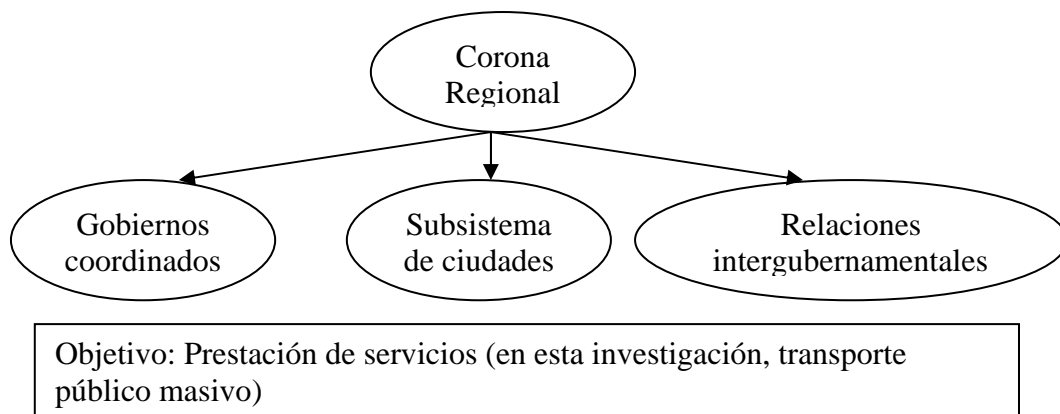 Corona
Regional
Gobiernos
coordinados
Subsistema
de ciudades
Relaciones
intergubernamentales
Objetivo: Prestación de servicios (en esta investigación, transporte
público masivo)